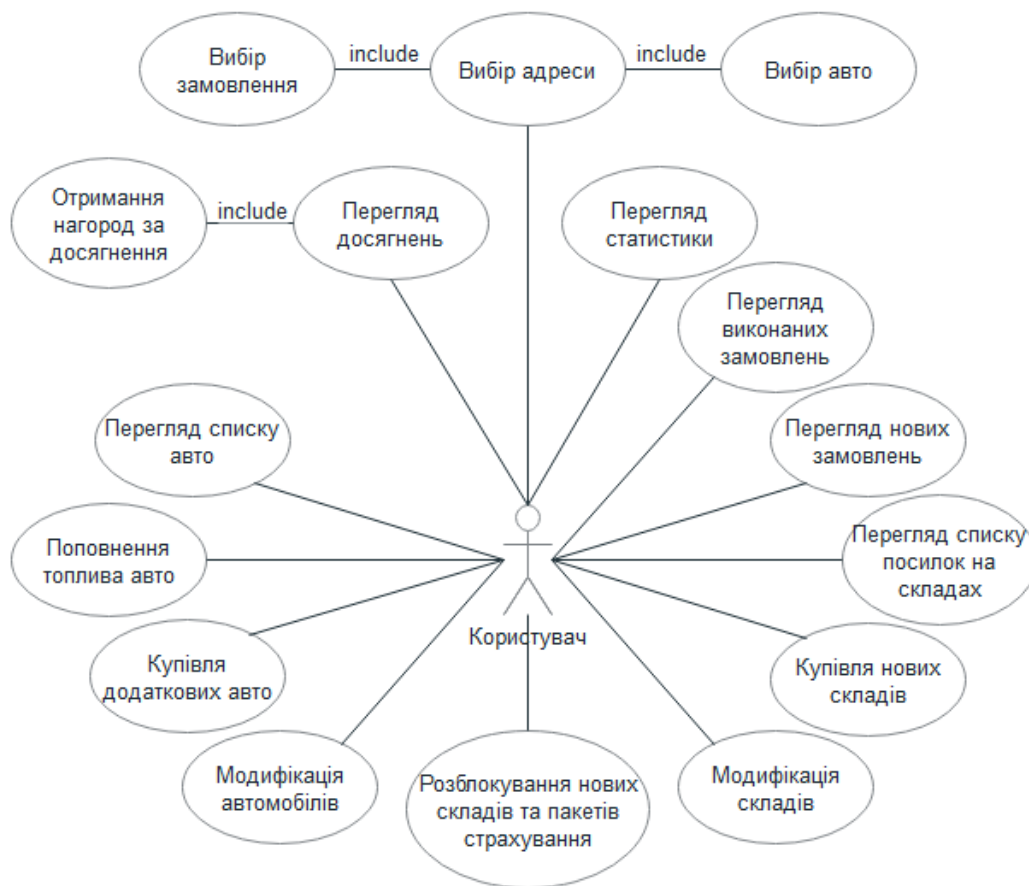 Вибір
замовлення
include
Вибір адреси
include
Вибір авто
Отримання
нагород за
досягнення
include
Перегляд
досягнень
Перегляд
статистики
Перегляд
виконаних
замовлень
Перегляд списку
авто
Перегляд нових
замовлень
Поповнення
топлива авто
Перегляд списку
посилок на
складах
Користувач
Купівля
додаткових авто
Купівля нових
складів
Модифікація
автомобілів
Розблокування нових
складів та пакетів
страхування
Модифікація
складів